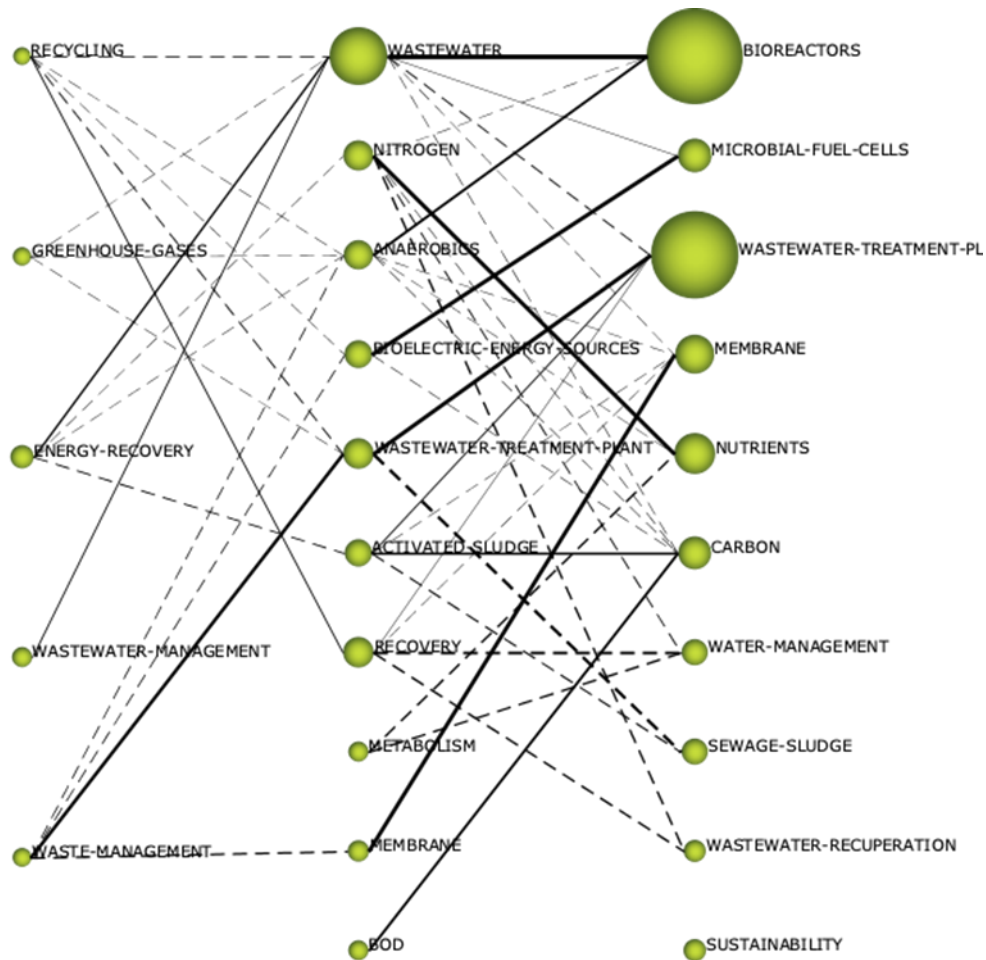 RECYCLING
GREENHOUSE-GASES
ENERGY-RECOVERY
WASTEWATER-MANAGEMENT
WASTE-MANAGEMENT
WASTEWATER
NITROGEN
ANAEROBICS
BIOELECTRIC-ENERGY-SOURCES
WASTEWATER-TREATMENT-PLANT
ACTIVATED-SLUDGE
RECOVERY
METABOLISM
MEMBRANE
BOD
BIOREACTORS
MICROBIAL-FUEL-CELLS
WASTEWATER-TREATMENT-PL
MEMBRANE
NUTRIENTS
CARBON
WATER-MANAGEMENT
SEWAGE-SLUDGE
WASTEWATER-RECUPERATION
SUSTAINABILITY